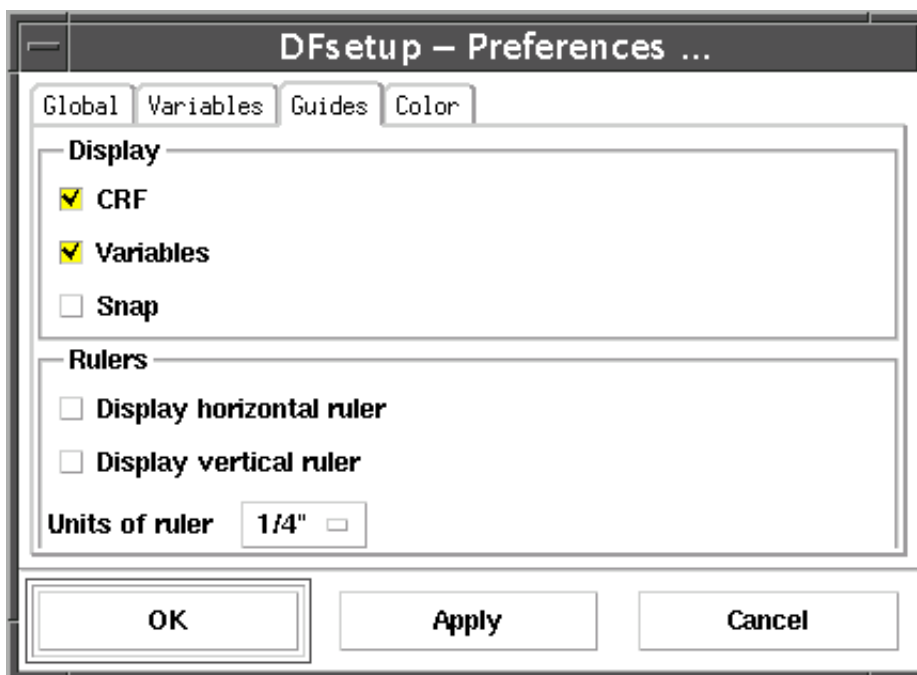 DFsetup – Preferences ...
Global Variables Guides Color
Display
CRF
Variables
Snap
Rulers
Display horizontal ruler
Display vertical ruler
Units of ruler 1/4"
OK Apply Cancel